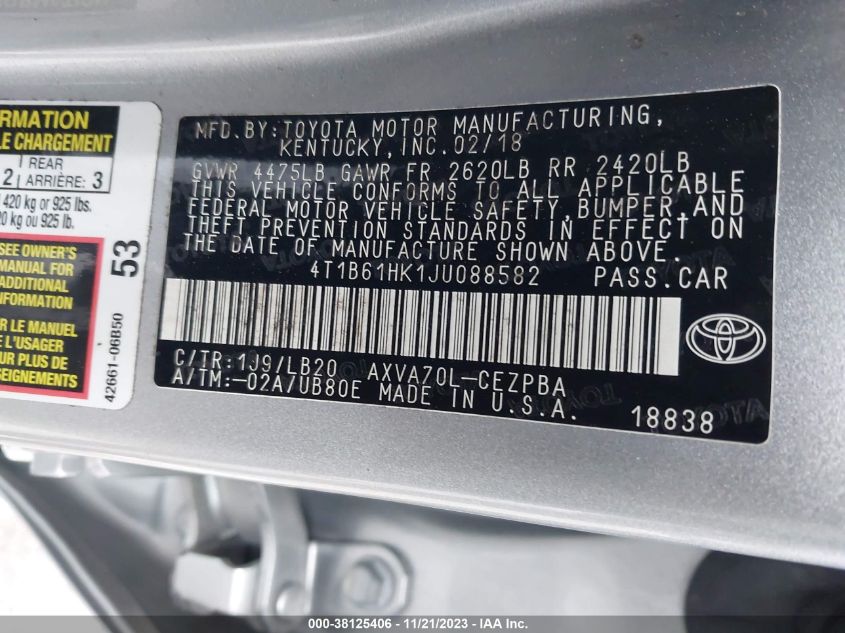 RMATION
LE CHARGEMENT
2 | REAR
ARRIÈRE: 3
420 kg or 925 lbs.
20 kg ou 925 lb.
SEE OWNER'S
MANUAL FOR
ADDITIONAL
INFORMATION
R LE MANUEL
L'USAGER
UR PLUS DE
53
42661-06B50
MFD. BY: TOYOTA MOTOR MANUFACTURING,
KENTUCKY, INC. 02/18
GVWR 4475LB GAWR FR 2620LB RR 2420LB
THIS VEHICLE CONFORMS TO ALL APPLICABLE
FEDERAL MOTOR VEHICLE SAFETY, BUMPER, AND
THEFT PREVENTION STANDARDS IN EFFECT ON
THE DATE OF MANUFACTURE SHOWN ABOVE.
4T1B61HK1JU088582 PASS.CAR
C/TR:1J9/LB20 AXVA70L-CEZPBA
A/TM:-02A/UB80E MADE IN U.S.A.
18838
TOYOTA
000-38125406 - 11/21/2023 - IAA Inc.